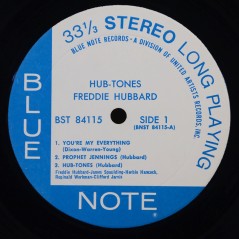 33⅓ STEREO LONG PLAYING
BLUE NOTE RECORDS - A DIVISION OF UNITED ARTISTS RECORDS, INC.
HUB-TONES
FREDDIE HUBBARD
BST 84115 SIDE 1
(BNST 84115-A)
1. YOU'RE MY EVERYTHING
(Dixon-Warren-Young)
2. PROPHET JENNINGS (Hubbard)
3. HUB-TONES (Hubbard)
Freddie Hubbard-James Spaulding-Herbie Hancock,
Reginald Workman-Clifford Jarvis
BLUE
NOTE